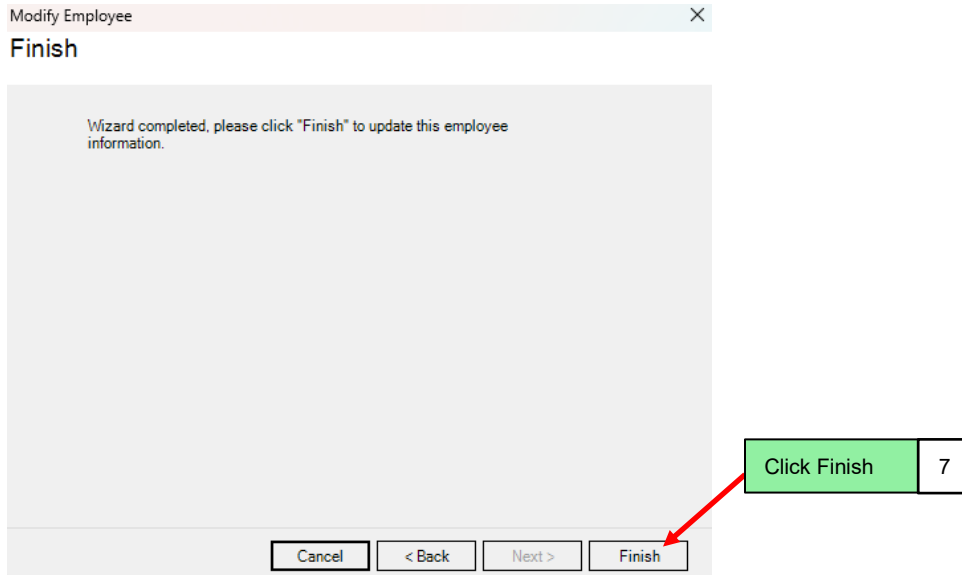 Modify Employee
Finish
Wizard completed, please click "Finish" to update this employee
information.
Click Finish 7
Cancel < Back Next > Finish